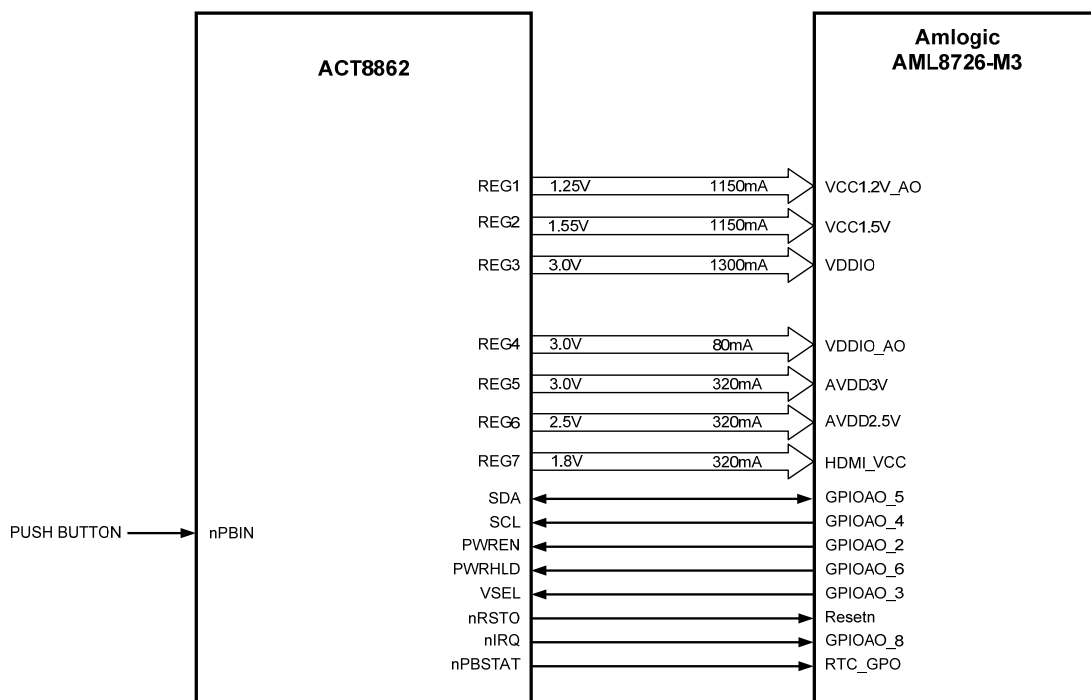 ACT8862
Amlogic
AML8726-M3
REG1 1.25V 1150mA VCC1.2V_AO
REG2 1.55V 1150mA VCC1.5V
REG3 3.0V 1300mA VDDIO
REG4 3.0V 80mA VDDIO_AO
REG5 3.0V 320mA AVDD3V
REG6 2.5V 320mA AVDD2.5V
REG7 1.8V 320mA HDMI_VCC
SDA GPIOAO_5
SCL GPIOAO_4
PUSH BUTTON nPBIN
PWREN GPIOAO_2
PWRHLD GPIOAO_6
VSEL GPIOAO_3
nRSTO Resetn
nIRQ GPIOAO_8
nPBSTAT RTC_GPO